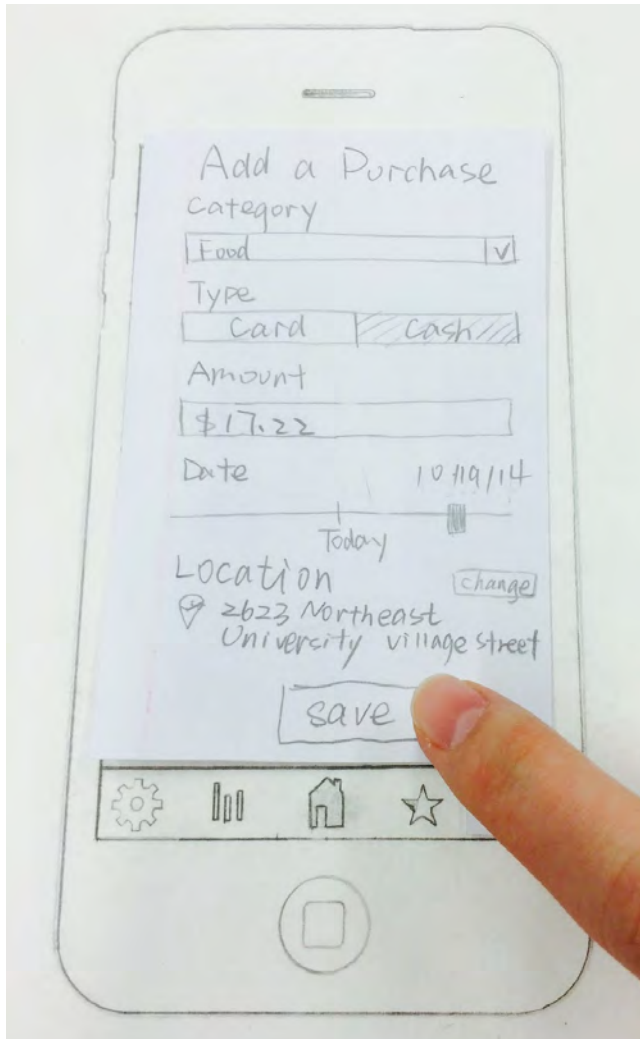 Add a Purchase
Category
Food
Type
Card Cash
Amount
$17.22
Date 10/19/14
Today
Location change
2623 Northeast
University village street
save